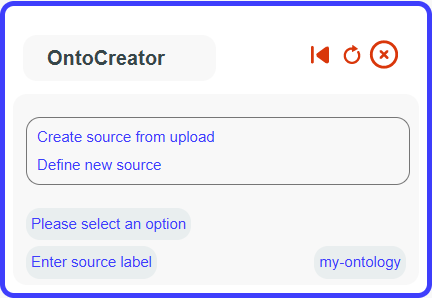 OntoCreator
Create source from upload
Define new source
Please select an option
Enter source label
my-ontology